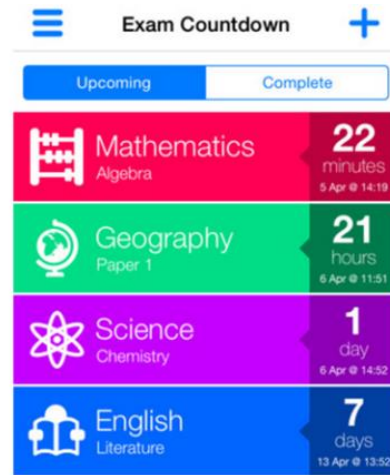 Exam Countdown
Upcoming Complete
Mathematics
Algebra
22
minutes
5 Apr @ 14:19
Geography
Paper 1
21
hours
6 Apr @ 11:51
Science
Chemistry
1
day
6 Apr @ 14:52
English
Literature
7
days
13 Apr @ 13:52